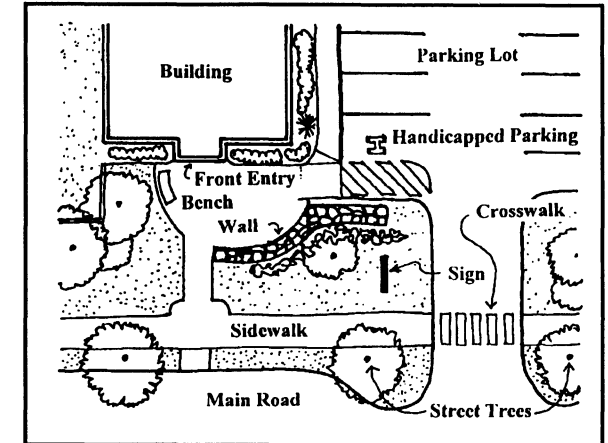 Building
Parking Lot
Handicapped Parking
Front Entry
Bench
Crosswalk
Wall
Sign
Sidewalk
Main Road
Street Trees